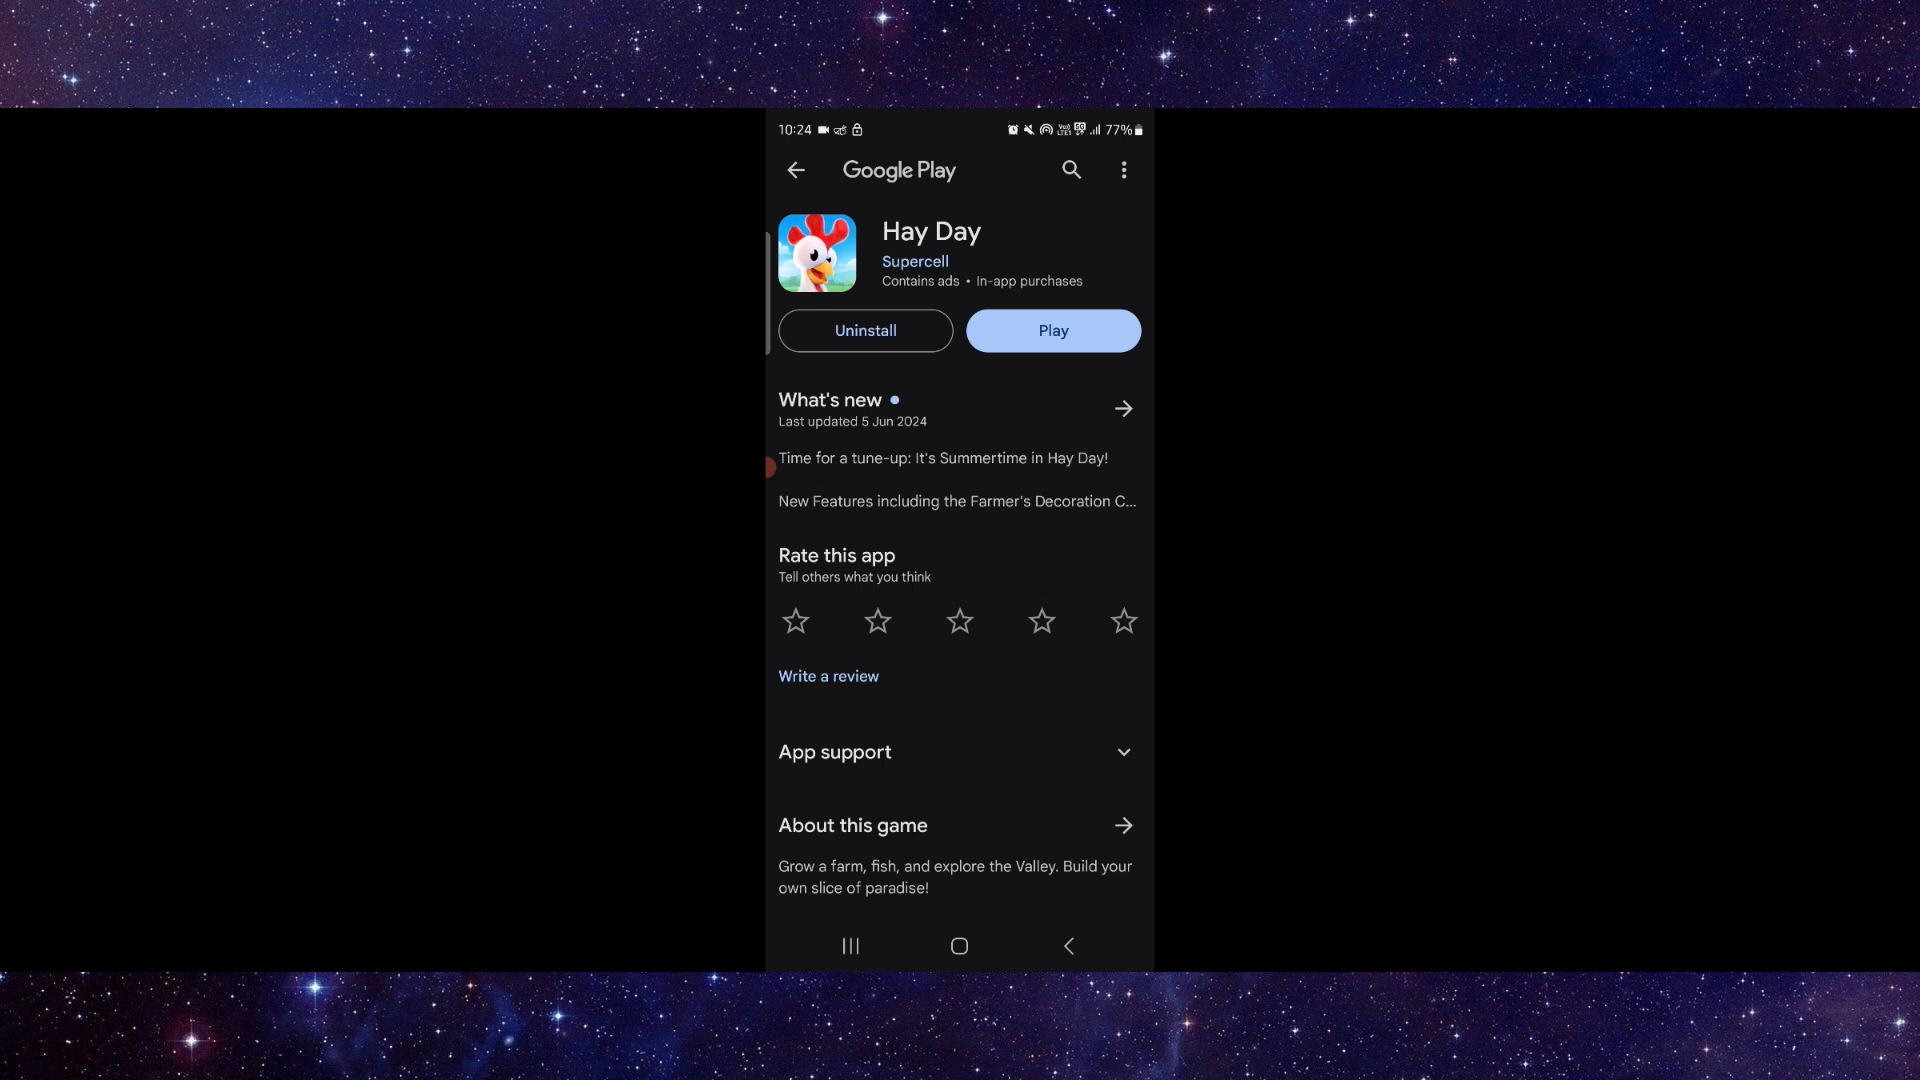 10:24 77%
Google Play
Hay Day
Supercell
Contains ads • In-app purchases
Uninstall Play
What's new
Last updated 5 Jun 2024
Time for a tune-up: It's Summertime in Hay Day!
New Features including the Farmer's Decoration C...
Rate this app
Tell others what you think
Write a review
App support
About this game
Grow a farm, fish, and explore the Valley. Build your
own slice of paradise!